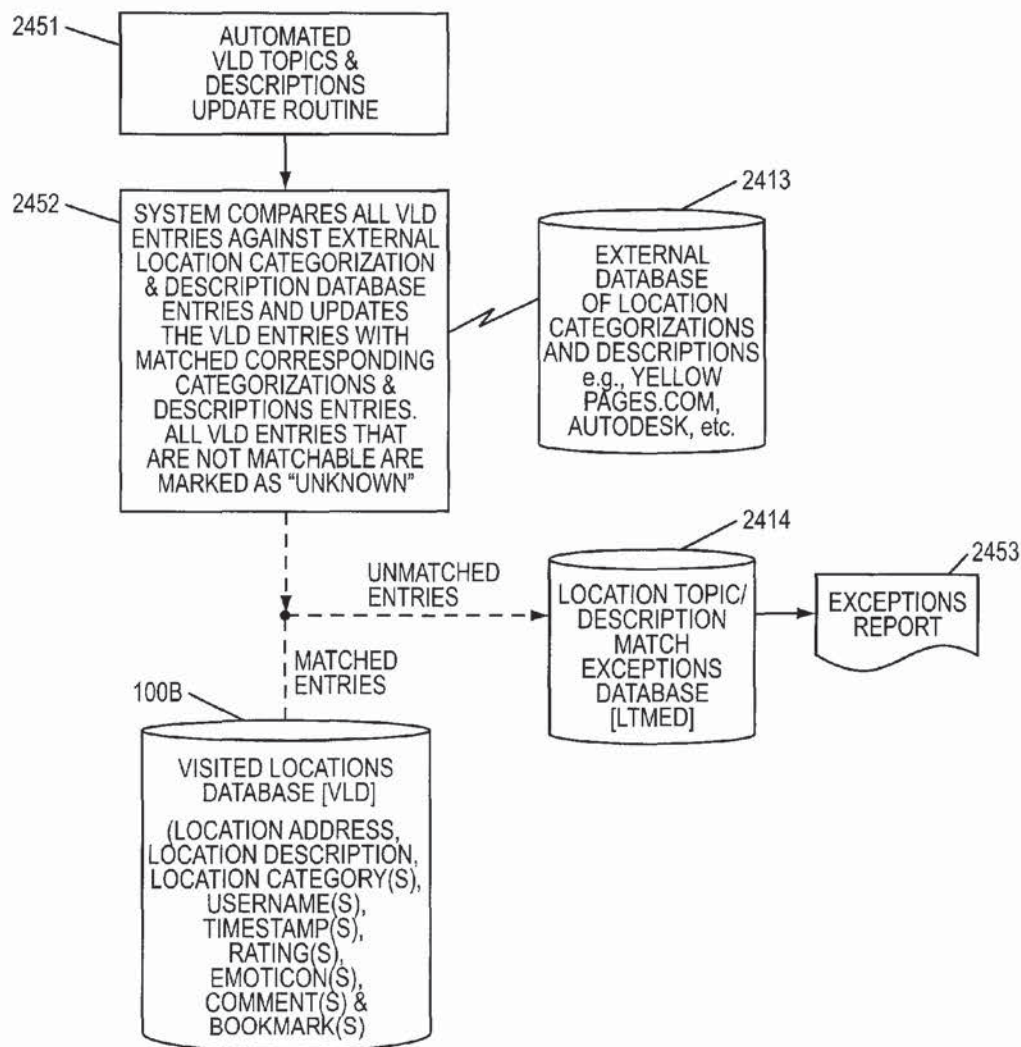 2451
AUTOMATED
VLD TOPICS &
DESCRIPTIONS
UPDATE ROUTINE
2452
SYSTEM COMPARES ALL VLD
ENTRIES AGAINST EXTERNAL
LOCATION CATEGORIZATION
& DESCRIPTION DATABASE
ENTRIES AND UPDATES
THE VLD ENTRIES WITH
MATCHED CORRESPONDING
CATEGORIZATIONS &
DESCRIPTIONS ENTRIES.
ALL VLD ENTRIES THAT
ARE NOT MATCHABLE ARE
MARKED AS "UNKNOWN"
2413
EXTERNAL
DATABASE
OF LOCATION
CATEGORIZATIONS
AND DESCRIPTIONS
e.g., YELLOW
PAGES.COM,
AUTODESK, etc.
UNMATCHED
ENTRIES
2414
LOCATION TOPIC/
DESCRIPTION
MATCH
EXCEPTIONS
DATABASE
[LTMED]
2453
EXCEPTIONS
REPORT
MATCHED
ENTRIES
100B
VISITED LOCATIONS
DATABASE [VLD]
(LOCATION ADDRESS,
LOCATION DESCRIPTION,
LOCATION CATEGORY(S),
USERNAME(S),
TIMESTAMP(S),
RATING(S),
EMOTICON(S),
COMMENT(S) &
BOOKMARK(S)